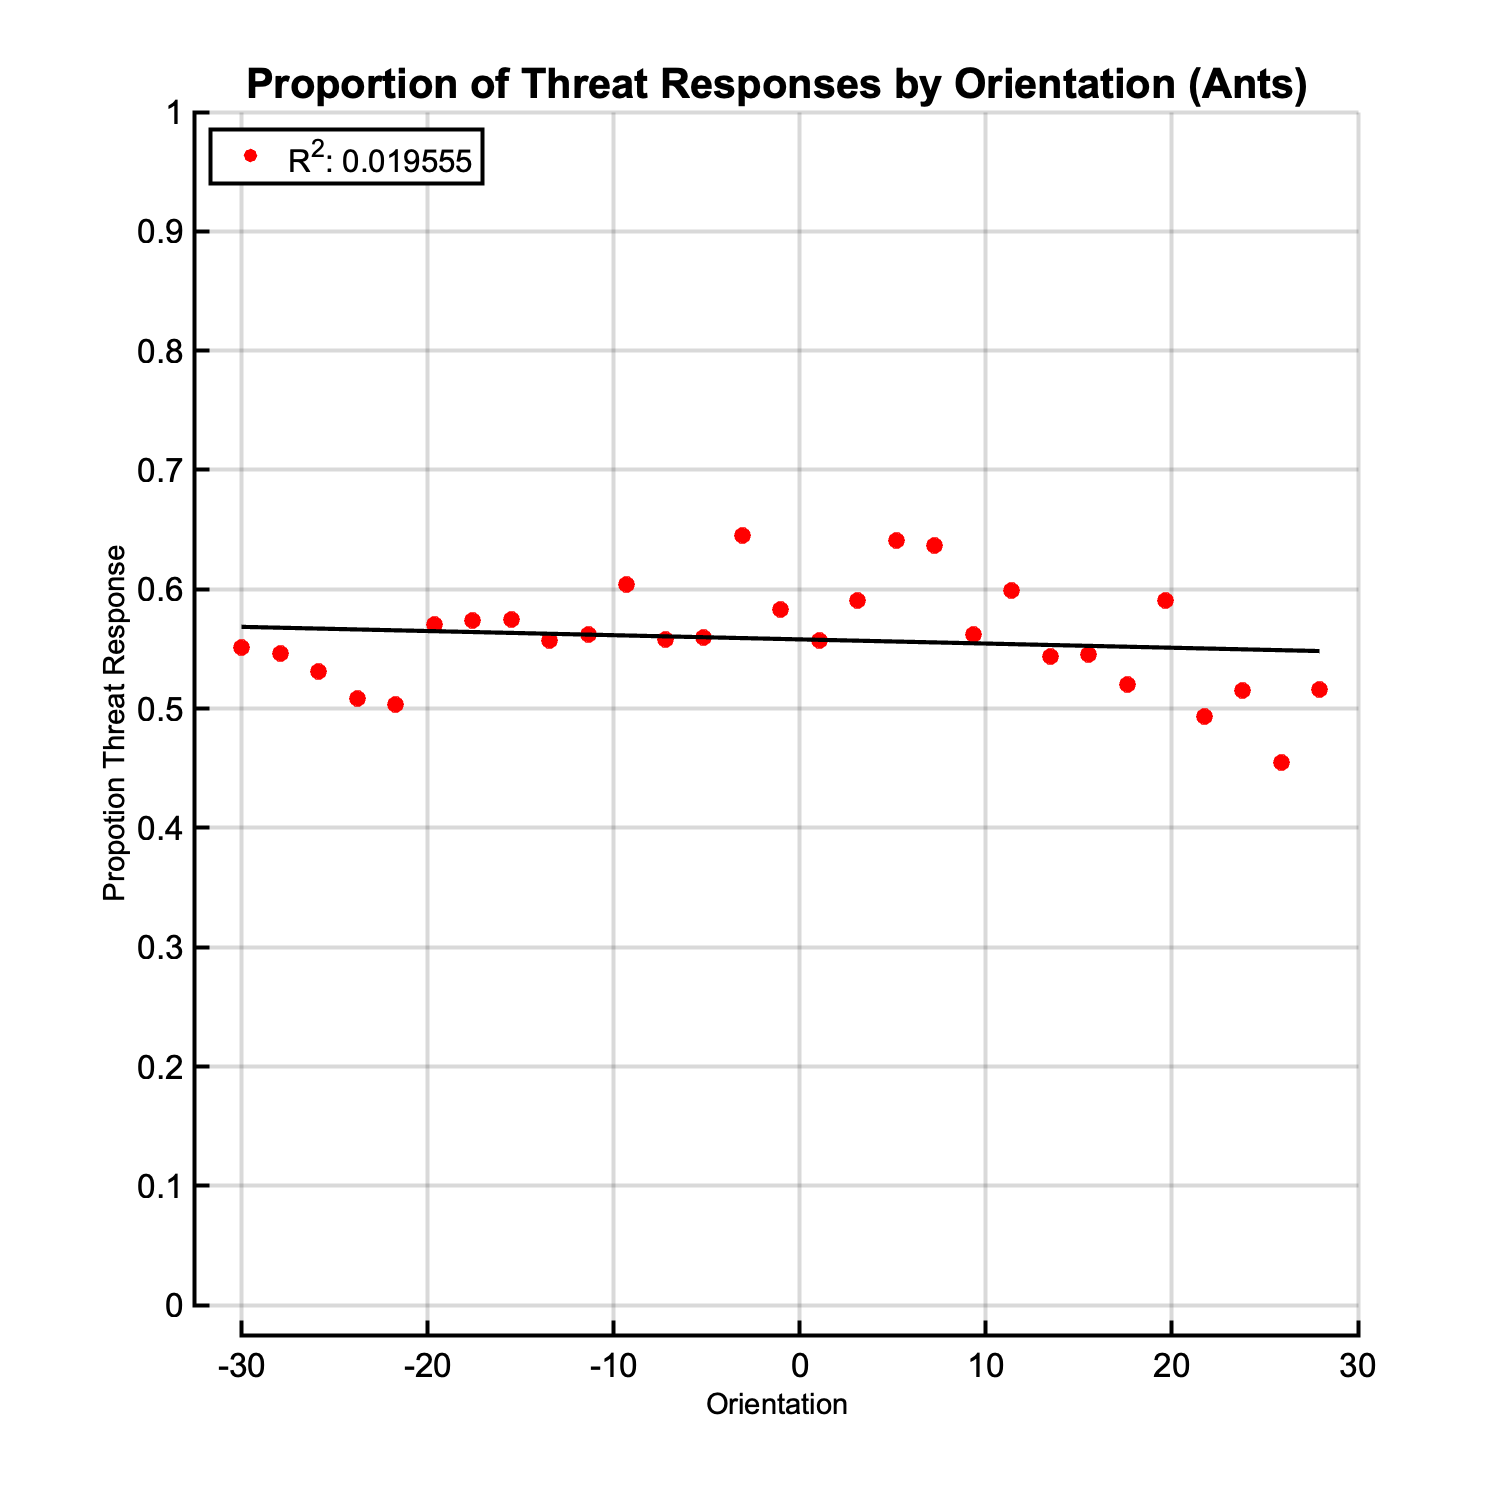 Proportion of Threat Responses by Orientation (Ants)
R²: 0.019555
1
0.9
0.8
0.7
0.6
0.5
0.4
0.3
0.2
0.1
0
Propotion Threat Response
-30 -20 -10 0 10 20 30
Orientation